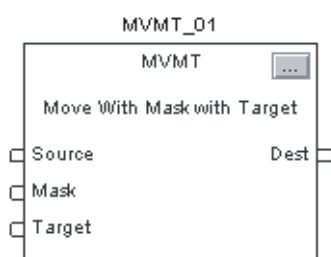 MVMT_01
MVMT
...
Move With Mask with Target
Source Dest
Mask
Target